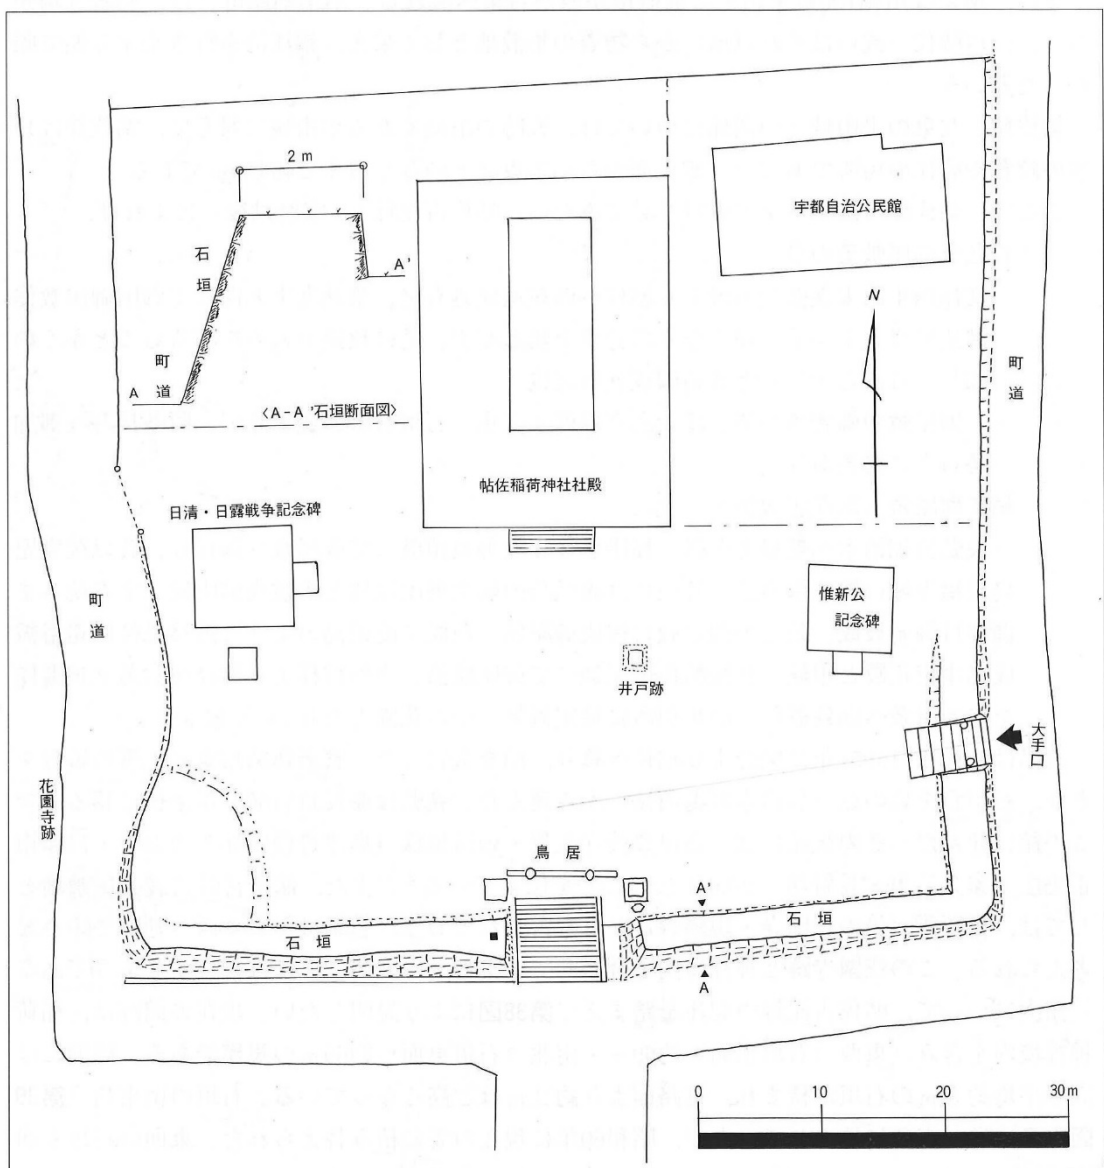 2 m
宇都自治公民館
石垣
A'
N
町道
町道
A
〈A-A'石垣断面図〉
帖佐稲荷神社社殿
日清・日露戦争記念碑
惟新公
記念碑
町道
井戸跡
大手口
花園寺跡
鳥居
A'
石垣
石垣
A
0 10 20 30m